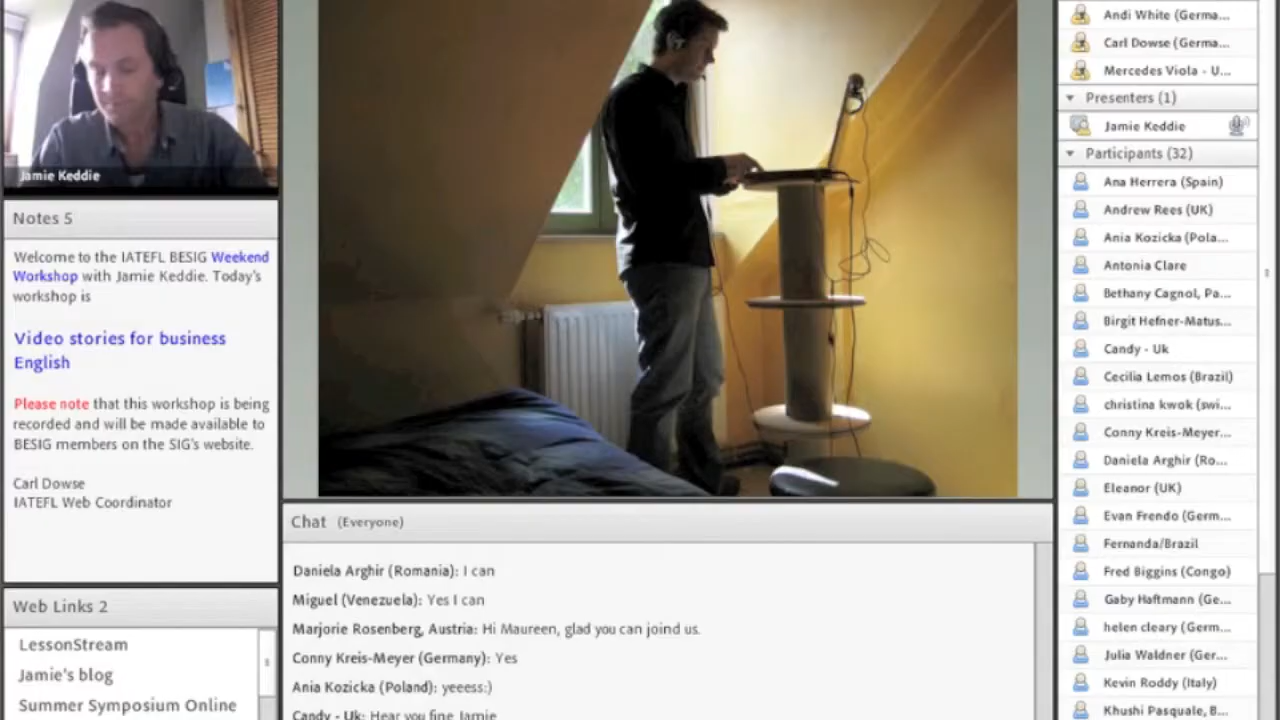 Jamie Keddie
Notes 5
Welcome to the IATEFL BESIG Weekend
Workshop with Jamie Keddie. Today's
workshop is
Video stories for business
English
Please note that this workshop is being
recorded and will be made available to
BESIG members on the SIG's website.
Carl Dowse
IATEFL Web Coordinator
Web Links 2
LessonStream
Jamie's blog
Summer Symposium Online
Chat (Everyone)
Daniela Arghir (Romania): I can
Miguel (Venezuela): Yes I can
Marjorie Rosenberg, Austria: Hi Maureen, glad you can joind us.
Conny Kreis-Meyer (Germany): Yes
Ania Kozicka (Poland): yeeess:)
Candy - Uk: Hear you fine Jamie
Andi White (Germa...
Carl Dowse (Germa...
Mercedes Viola - U...
Presenters (1)
Jamie Keddie
Participants (32)
Ana Herrera (Spain)
Andrew Rees (UK)
Ania Kozicka (Pola...
Antonia Clare
Bethany Cagnol, Pa...
Birgit Hefner-Matus...
Candy - Uk
Cecilia Lemos (Brazil)
christina kwok (swi...
Conny Kreis-Meyer...
Daniela Arghir (Ro...
Eleanor (UK)
Evan Frendo (Germ...
Fernanda/Brazil
Fred Biggins (Congo)
Gaby Haftmann (Ge...
helen cleary (Germ...
Julia Waldner (Ger...
Kevin Roddy (Italy)
Khushi Pasquale, B...